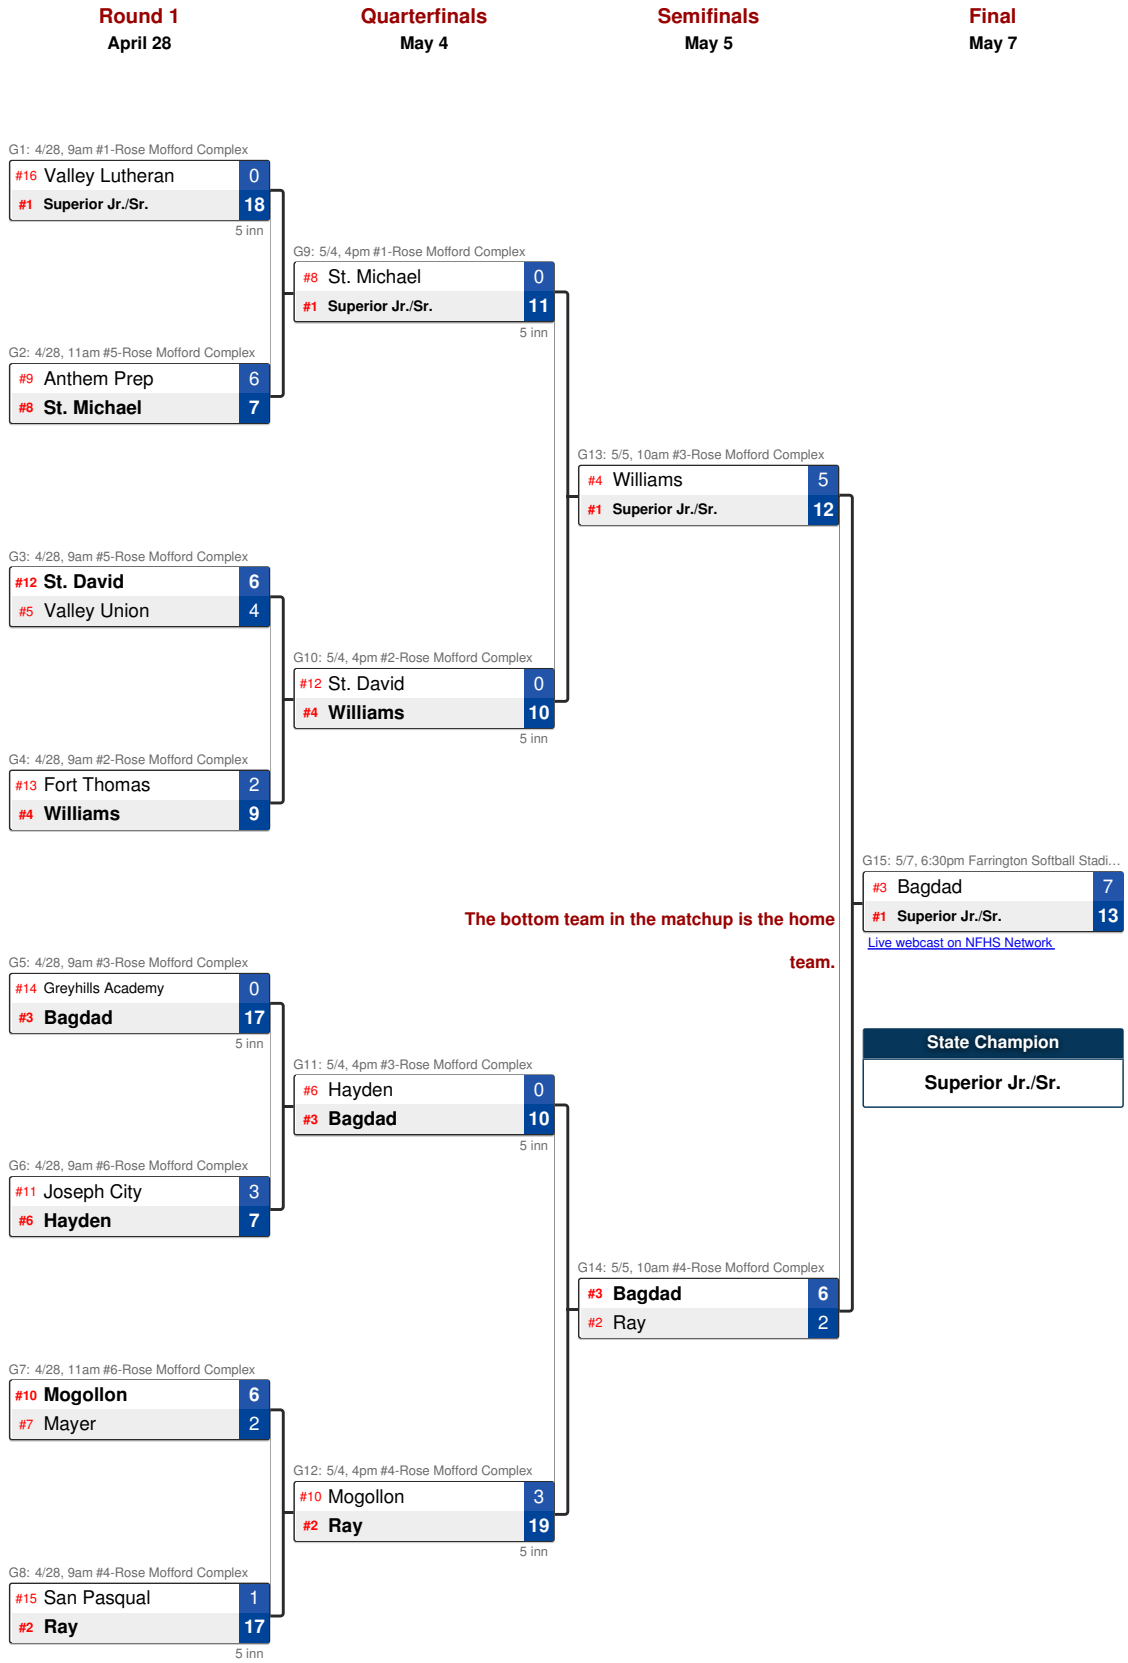 Round 1
April 28
Quarterfinals
May 4
Semifinals
May 5
Final
May 7
G1: 4/28, 9am #1-Rose Mofford Complex
#16 Valley Lutheran 0
#1 Superior Jr./Sr. 18
5 inn
G2: 4/28, 11am #5-Rose Mofford Complex
#9 Anthem Prep 6
#8 St. Michael 7
G3: 4/28, 9am #5-Rose Mofford Complex
#12 St. David 6
#5 Valley Union 4
G4: 4/28, 9am #2-Rose Mofford Complex
#13 Fort Thomas 2
#4 Williams 9
G5: 4/28, 9am #3-Rose Mofford Complex
#14 Greyhills Academy 0
#3 Bagdad 17
5 inn
G6: 4/28, 9am #6-Rose Mofford Complex
#11 Joseph City 3
#6 Hayden 7
G7: 4/28, 11am #6-Rose Mofford Complex
#10 Mogollon 6
#7 Mayer 2
G8: 4/28, 9am #4-Rose Mofford Complex
#15 San Pasqual 1
#2 Ray 17
5 inn
G9: 5/4, 4pm #1-Rose Mofford Complex
#8 St. Michael 0
#1 Superior Jr./Sr. 11
5 inn
G10: 5/4, 4pm #2-Rose Mofford Complex
#12 St. David 0
#4 Williams 10
5 inn
G11: 5/4, 4pm #3-Rose Mofford Complex
#6 Hayden 0
#3 Bagdad 10
5 inn
G12: 5/4, 4pm #4-Rose Mofford Complex
#10 Mogollon 3
#2 Ray 19
5 inn
G13: 5/5, 10am #3-Rose Mofford Complex
#4 Williams 5
#1 Superior Jr./Sr. 12
The bottom team in the matchup is the home
team.
G14: 5/5, 10am #4-Rose Mofford Complex
#3 Bagdad 6
#2 Ray 2
G15: 5/7, 6:30pm Farrington Softball Stadi...
#3 Bagdad 7
#1 Superior Jr./Sr. 13
Live webcast on NFHS Network
State Champion
Superior Jr./Sr.